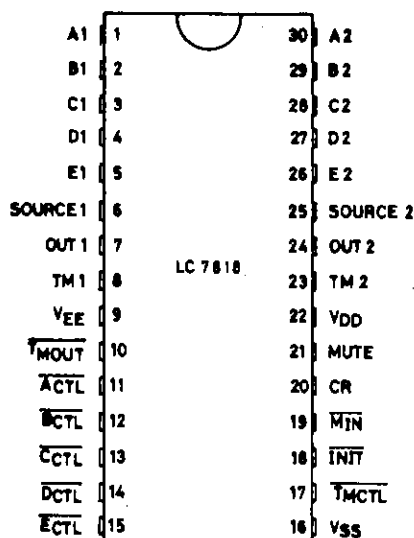 A1 1 30 A2
B1 2 29 B2
C1 3 28 C2
D1 4 27 D2
E1 5 26 E2
SOURCE1 6 25 SOURCE 2
OUT 1 7 24 OUT 2
TM 1 8 23 TM 2
LC 7818
VEE 9 22 VDD
TMOUT 10 21 MUTE
ACTL 11 20 CR
BCTL 12 19 MIN
CCTL 13 18 INIT
DCTL 14 17 TMCTL
ECTL 15 16 VSS